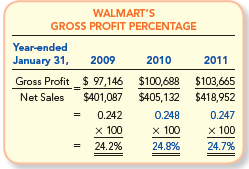 WALMART'S
GROSS PROFIT PERCENTAGE
Year-ended
January 31, 2009 2010 2011
Gross Profit = $ 97,146 $100,688 $103,665
Net Sales $401,087 $405,132 $418,952
= 0.242 0.248 0.247
× 100 × 100 × 100
= 24.2% 24.8% 24.7%